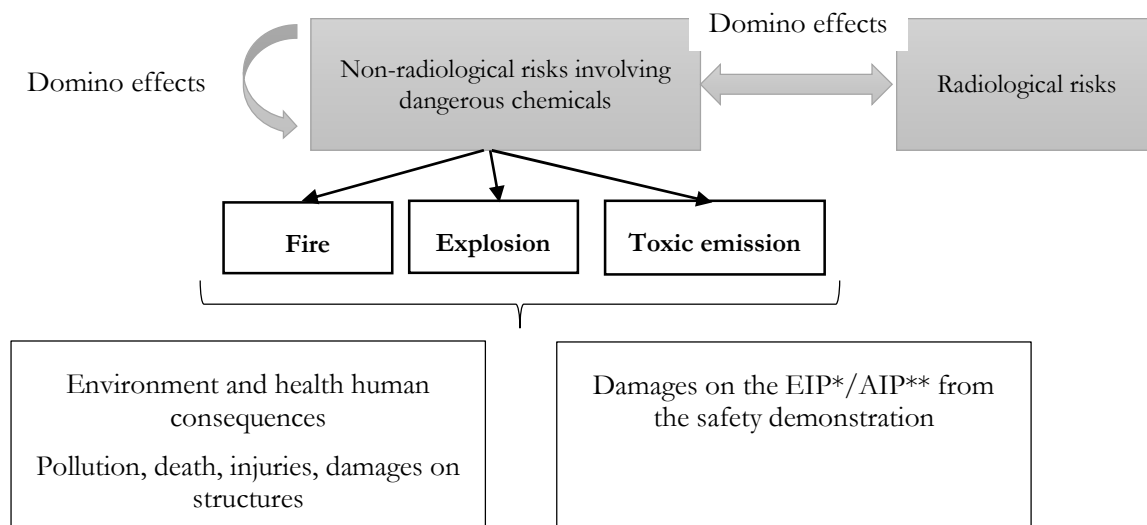 Domino effects
Domino effects
Non-radiological risks involving
dangerous chemicals
Radiological risks
Fire
Explosion
Toxic emission
Environment and health human
consequences
Pollution, death, injuries, damages on
structures
Damages on the EIP*/AIP** from
the safety demonstration